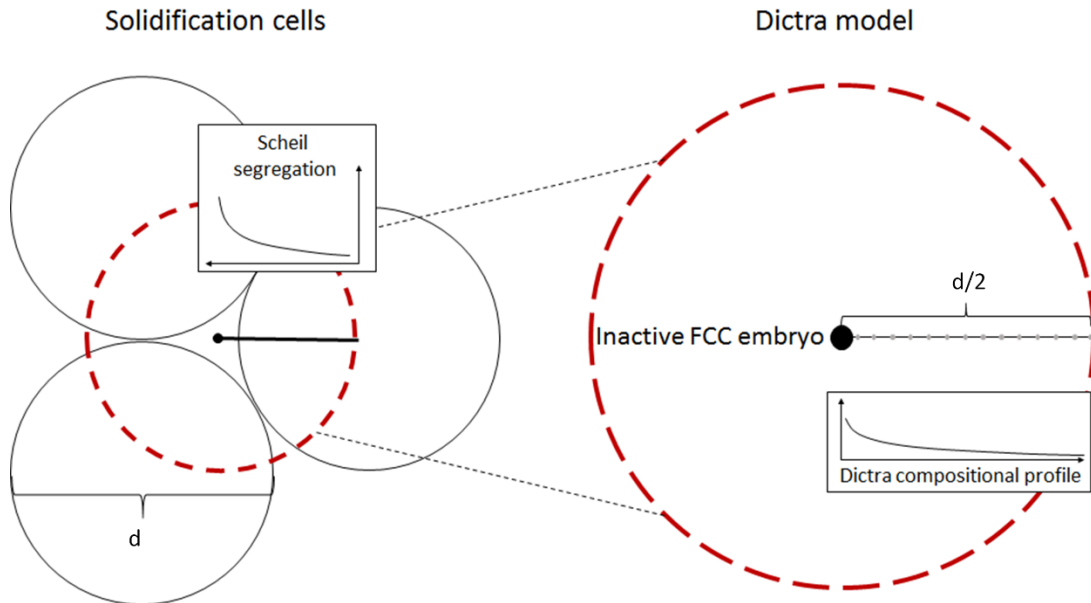 Solidification cells
Dictra model
Scheil
segregation
d/2
Inactive FCC embryo
Dictra compositional profile
d